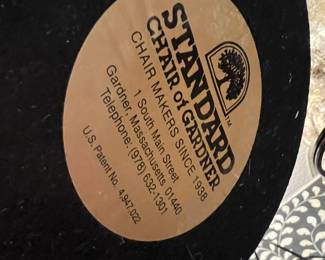 STANDARD
CHAIR of GARDNER
CHAIR MAKERS SINCE 1938
1 South Main Street
Gardner, Massachusetts 01440
Telephone: (978) 632-1301
U.S. Patent No. 4,947,022
TM